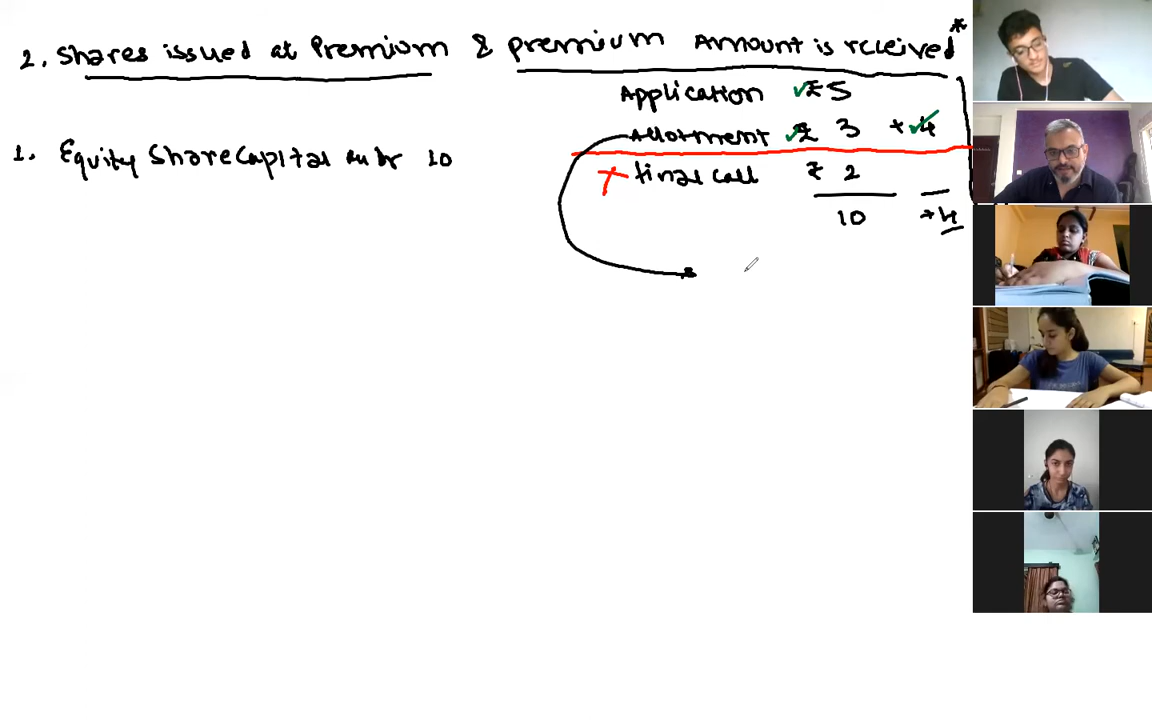 2. Shares issued at Premium & premium Amount is received *
Application ✓ ₹ 5
Allotment ✓ ₹ 3 + 4 ✓
✗ final call ₹ 2
10 + 4
1. Equity Share Capital A/c Dr 10